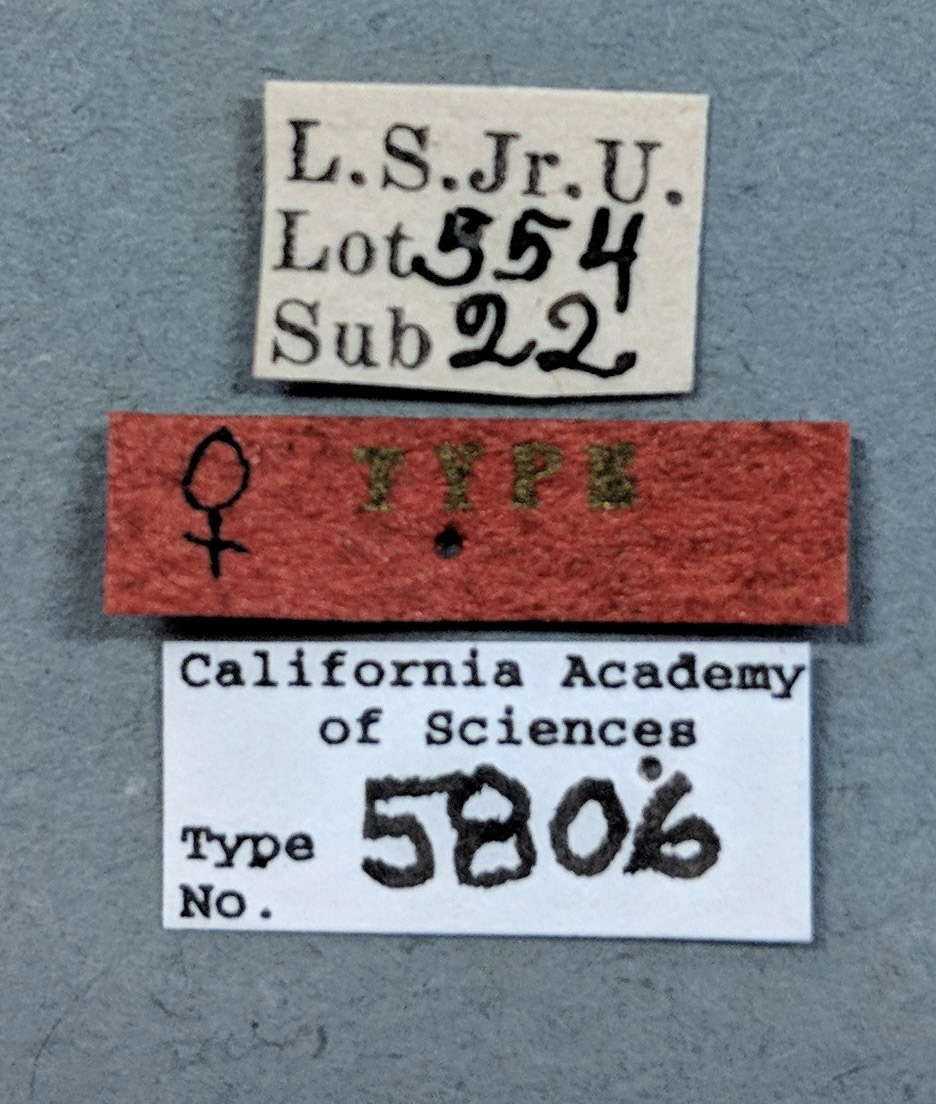 L.S.Jr.U.
Lot 554
Sub 22
♀ TYPE
California Academy
of Sciences
Type 5806
No.